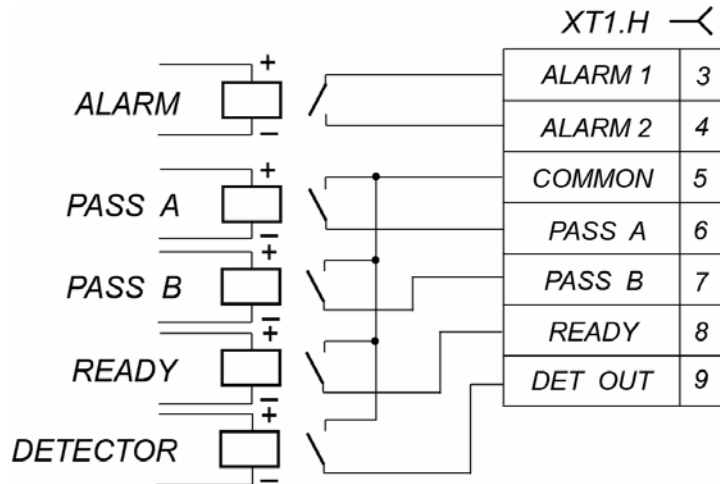 XT1.H
+
ALARM 1 3
ALARM
−
ALARM 2 4
+
COMMON 5
PASS A
PASS A 6
−
+
PASS B
PASS B 7
−
+
READY 8
READY
DET OUT 9
−
+
DETECTOR
−